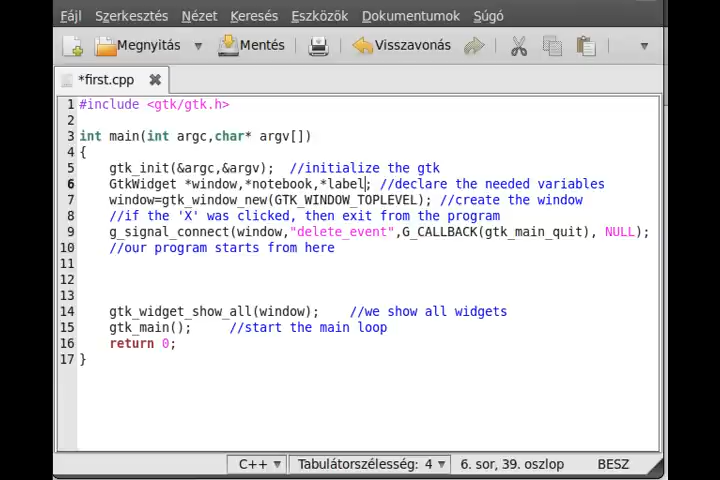 Fájl Szerkesztés Nézet Keresés Eszközök Dokumentumok Súgó
Megnyitás Mentés Visszavonás
*first.cpp
1 #include <gtk/gtk.h>
2
3 int main(int argc,char* argv[])
4 {
5     gtk_init(&argc,&argv);  //initialize the gtk
6     GtkWidget *window,*notebook,*label; //declare the needed variables
7     window=gtk_window_new(GTK_WINDOW_TOPLEVEL); //create the window
8     //if the 'X' was clicked, then exit from the program
9     g_signal_connect(window,"delete_event",G_CALLBACK(gtk_main_quit), NULL);
10     //our program starts from here
11
12
13
14     gtk_widget_show_all(window);    //we show all widgets
15     gtk_main();     //start the main loop
16     return 0;
17 }
C++ Tabulátorszélesség: 4 6. sor, 39. oszlop BESZ